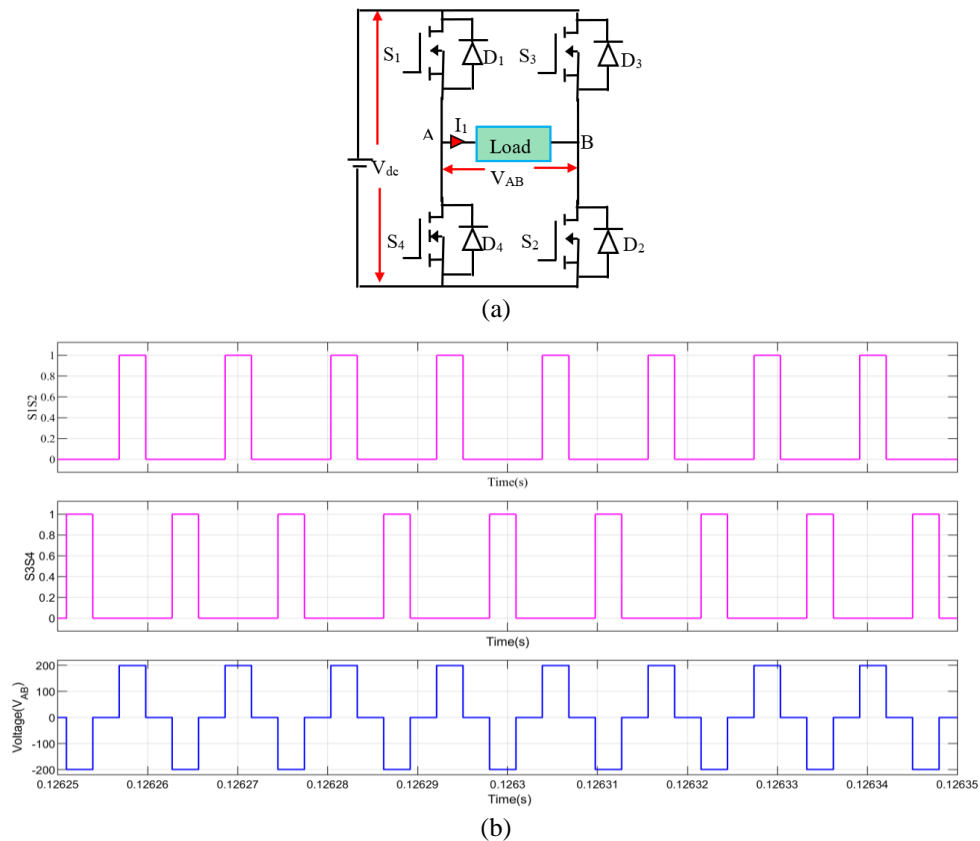 S1 D1 S3 D3
A I1 Load B
Vdc
VAB
S4 D4 S2 D2
(a)
S1S2
1
0.8
0.6
0.4
0.2
0
Time(s)
S3S4
1
0.8
0.6
0.4
0.2
0
Time(s)
Voltage(VAB)
200
100
0
-100
-200
0.12625 0.12626 0.12627 0.12628 0.12629 0.1263 0.12631 0.12632 0.12633 0.12634 0.12635
Time(s)
(b)